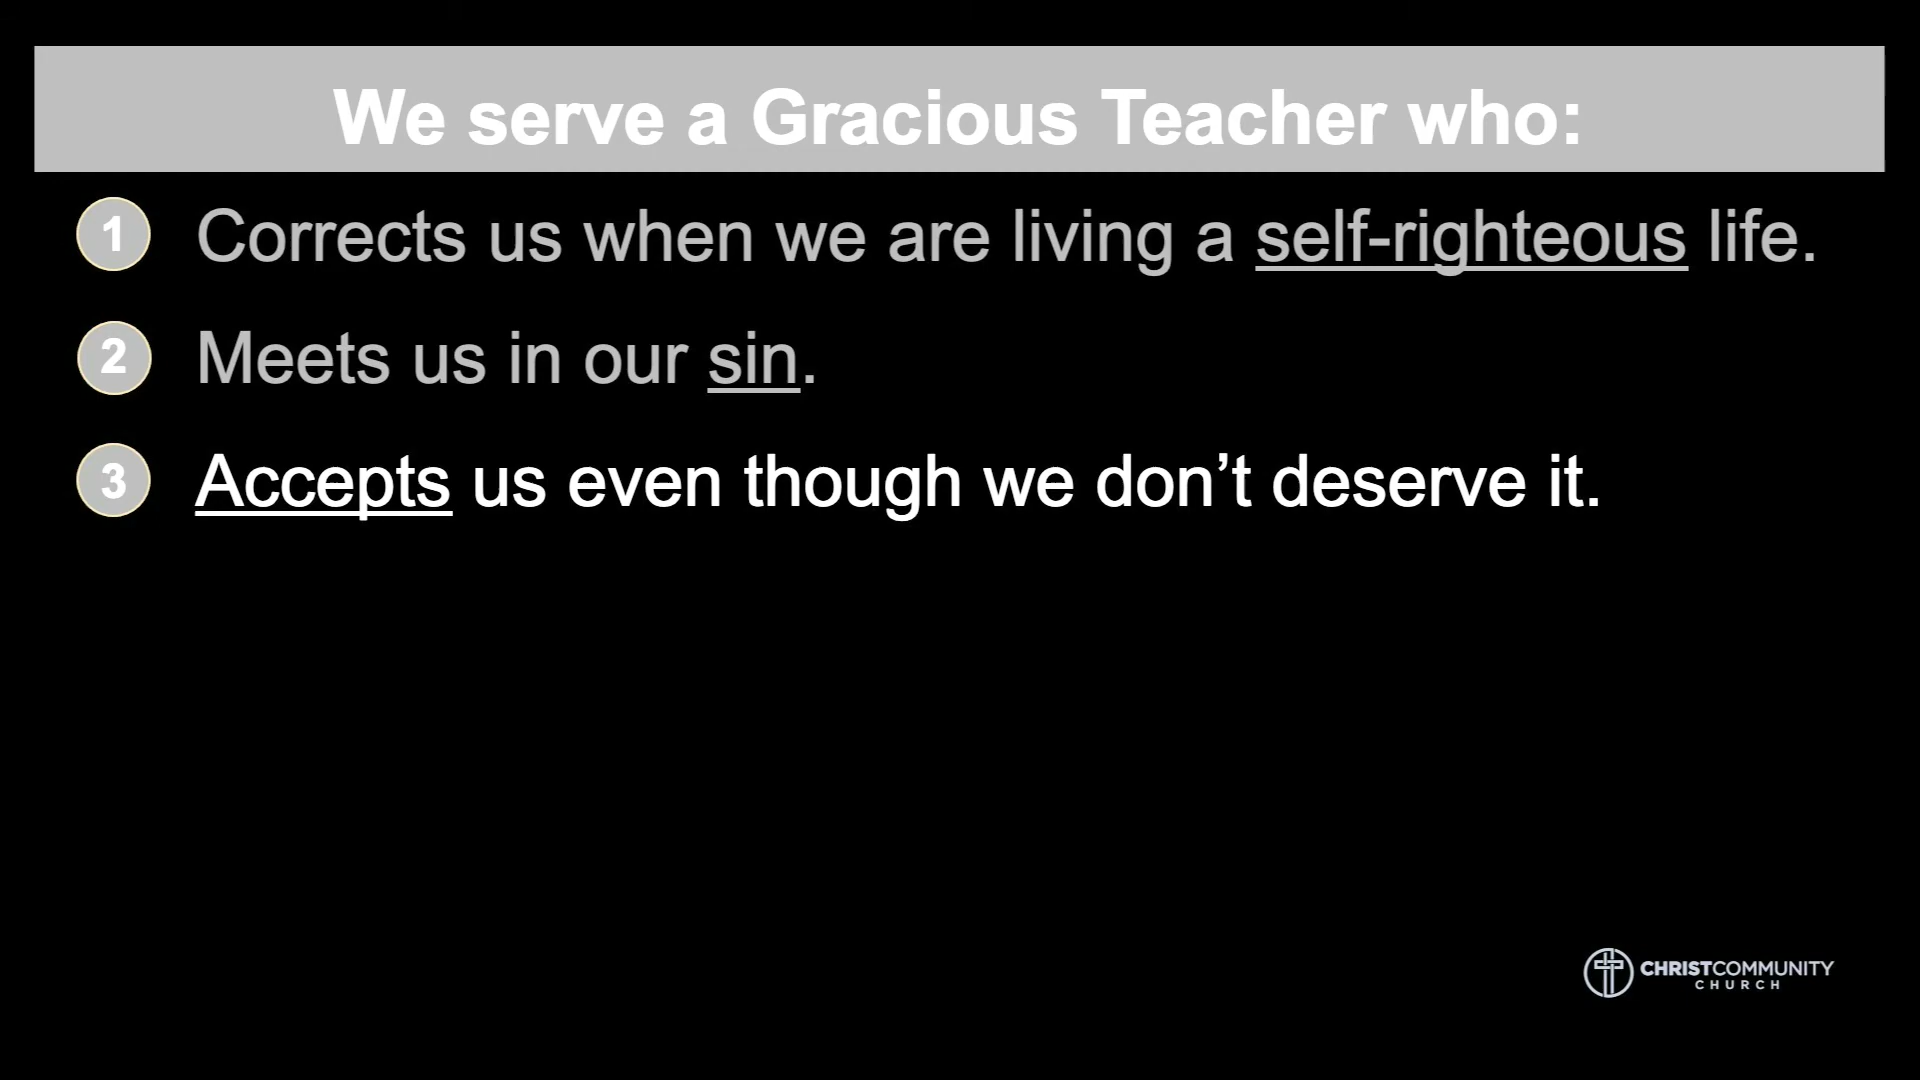 We serve a Gracious Teacher who:
1 Corrects us when we are living a self-righteous life.
2 Meets us in our sin.
3 Accepts us even though we don’t deserve it.
CHRISTCOMMUNITY
CHURCH